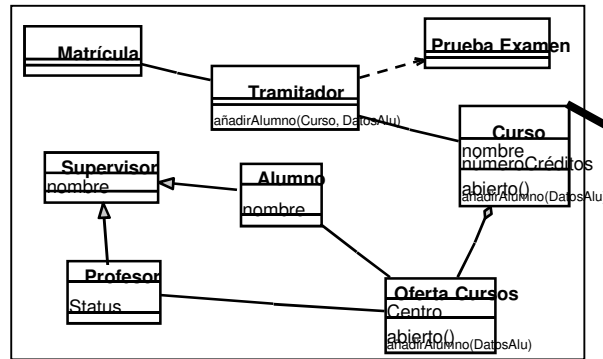 Matrícula
Prueba Examen
Tramitador
añadirAlumno(Curso, DatosAlu)
Curso
nombre
númeroCréditos
abierto()
añadirAlumno(DatosAlu)
Supervisor
nombre
Alumno
nombre
Profesor
Status
Oferta Cursos
Centro
abierto()
añadirAlumno(DatosAlu)